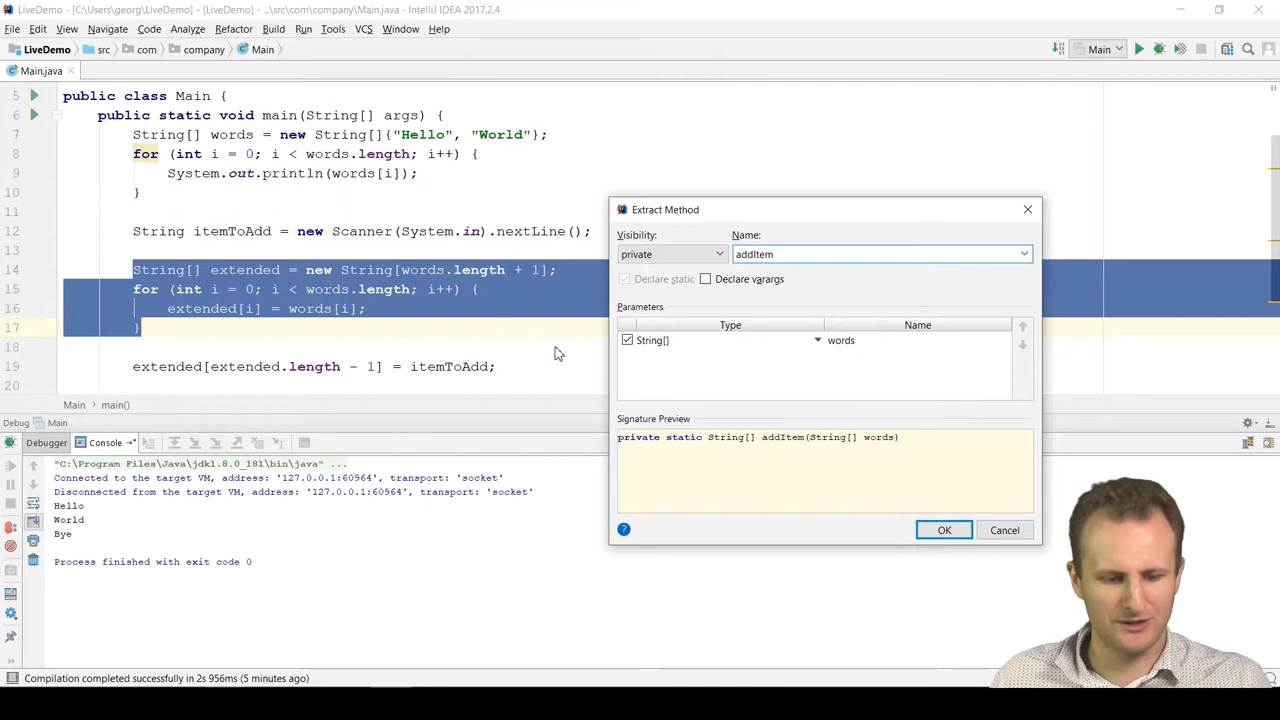 LiveDemo - [C:\Users\georg\LiveDemo] - [LiveDemo] - ...\src\com\company\Main.java - IntelliJ IDEA 2017.2.4
File Edit View Navigate Code Analyze Refactor Build Run Tools VCS Window Help
LiveDemo src com company Main Main
Main.java
5 public class Main {
6 public static void main(String[] args) {
7 String[] words = new String[]{"Hello", "World"};
8 for (int i = 0; i < words.length; i++) {
9 System.out.println(words[i]);
10 }
11
12 String itemToAdd = new Scanner(System.in).nextLine();
13
14 String[] extended = new String[words.length + 1];
15 for (int i = 0; i < words.length; i++) {
16 extended[i] = words[i];
17 }
18
19 extended[extended.length - 1] = itemToAdd;
20
Main main()
Extract Method
Visibility: Name:
private addItem
Declare static Declare varargs
Parameters
Type Name
String[] words
Signature Preview
private static String[] addItem(String[] words)
? OK Cancel
Debug Main
Debugger Console
"C:\Program Files\Java\jdk1.8.0_181\bin\java" ...
Connected to the target VM, address: '127.0.0.1:60964', transport: 'socket'
Disconnected from the target VM, address: '127.0.0.1:60964', transport: 'socket'
Hello
World
Bye
Process finished with exit code 0
Compilation completed successfully in 2s 956ms (5 minutes ago)